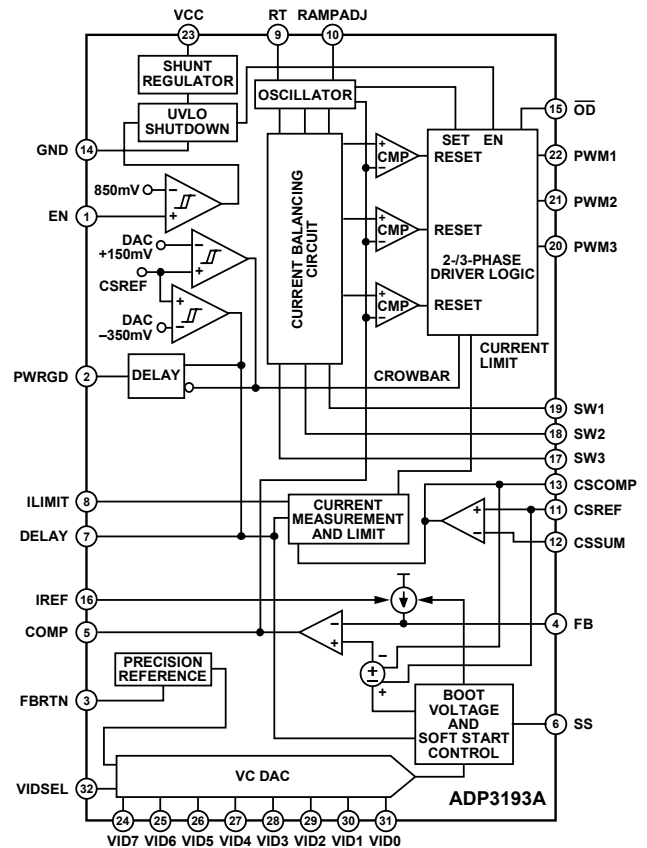 VCC
RT
RAMPADJ
23
9
10
SHUNT
REGULATOR
OSCILLATOR
UVLO
SHUTDOWN
15
OD
GND
14
SET
EN
+
–
CMP
RESET
22
PWM1
850mV
–
+
EN
1
21
PWM2
DAC
+150mV
–
+
CSREF
+
–
CMP
RESET
20
PWM3
2-/3-PHASE
DRIVER LOGIC
CURRENT BALANCING
CIRCUIT
+
–
DAC
–350mV
+
–
CMP
RESET
CURRENT
LIMIT
PWRGD
2
DELAY
CROWBAR
19
SW1
18
SW2
17
SW3
13
CSCOMP
ILIMIT
8
CURRENT
MEASUREMENT
AND LIMIT
+
–
11
CSREF
DELAY
7
12
CSSUM
IREF
16
COMP
5
–
+
4
FB
–
+
–
+
PRECISION
REFERENCE
FBRTN
3
BOOT
VOLTAGE
AND
SOFT START
CONTROL
6
SS
VIDSEL
32
VC DAC
ADP3193A
24
25
26
27
28
29
30
31
VID7
VID6
VID5
VID4
VID3
VID2
VID1
VID0